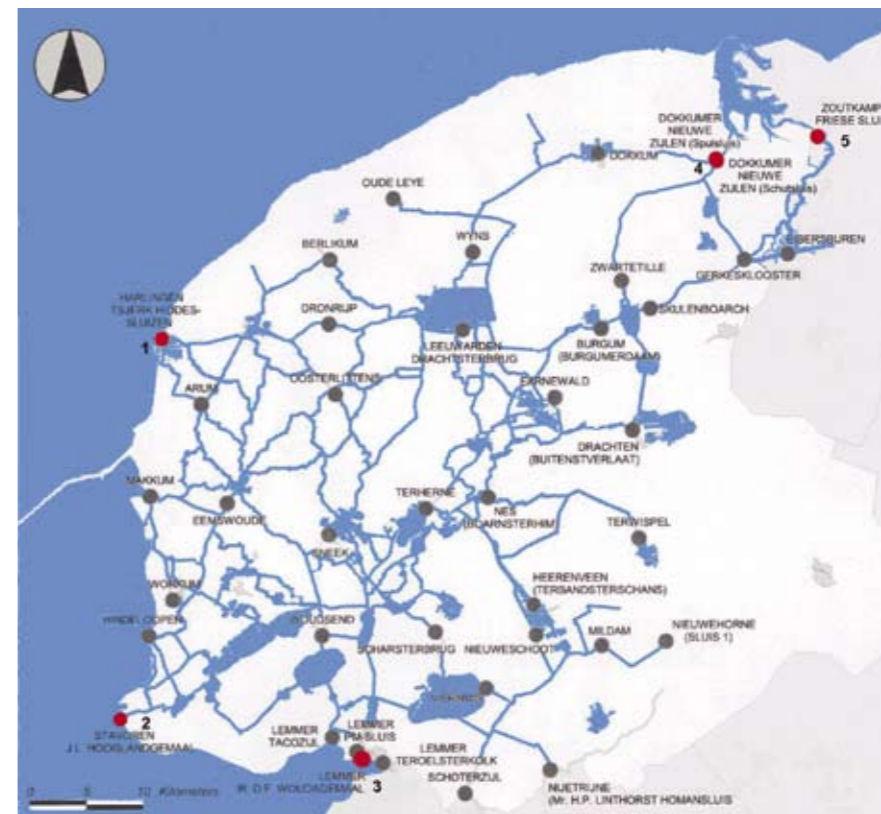 ZOUTKAMP
FRIESE SLUI
5
DOKKUMER
NIEUWE
ZIJLEN (Spuisluis)
4
DOKKUMER
NIEUWE
ZIJLEN (Schutsluis)
DOKKUM
OUDE LEYE
WYNS
BERLIKUM
EIBERSBUREN
GERKESKLOOSTER
ZWARTETILLE
SKULENBOARCH
HARLINGEN
TSJERK HIDDES-
SLUIZEN
1
DRONRIJP
LEEUWARDEN
DRACHTSTERBRUG
BURGUM
(BURGUMERDAM)
OOSTERLITTENS
ARUM
EARNEWALD
DRACHTEN
(BUITENSTVERLAAT)
MAKKUM
EEMSWOUDE
TERHERNE
NES
(BOARNSTERHIM)
TERWISPEL
SNEEK
WORKUM
HEERENVEEN
(TERBANDSTERSCHANS)
HINDELOOPEN
WOUDSEND
SCHARSTERBRUG
NIEUWESCHOOT
MILDAM
NIEUWEHORNE
(SLUIS 1)
2
STAVOREN
J.L. HOOGLANDGEMAAL
LEMMER
TACOZIJL
LEMMER
PM-SLUIS
LEMMER
TEROELSTERKOLK
LEMMER
IR. D.F. WOUDAGEMAAL
3
SCHOTERZIJL
NIJETRIJNE
(Mr. H.P. LINTHORST HOMANSLUIS
0 5 10 Kilometers